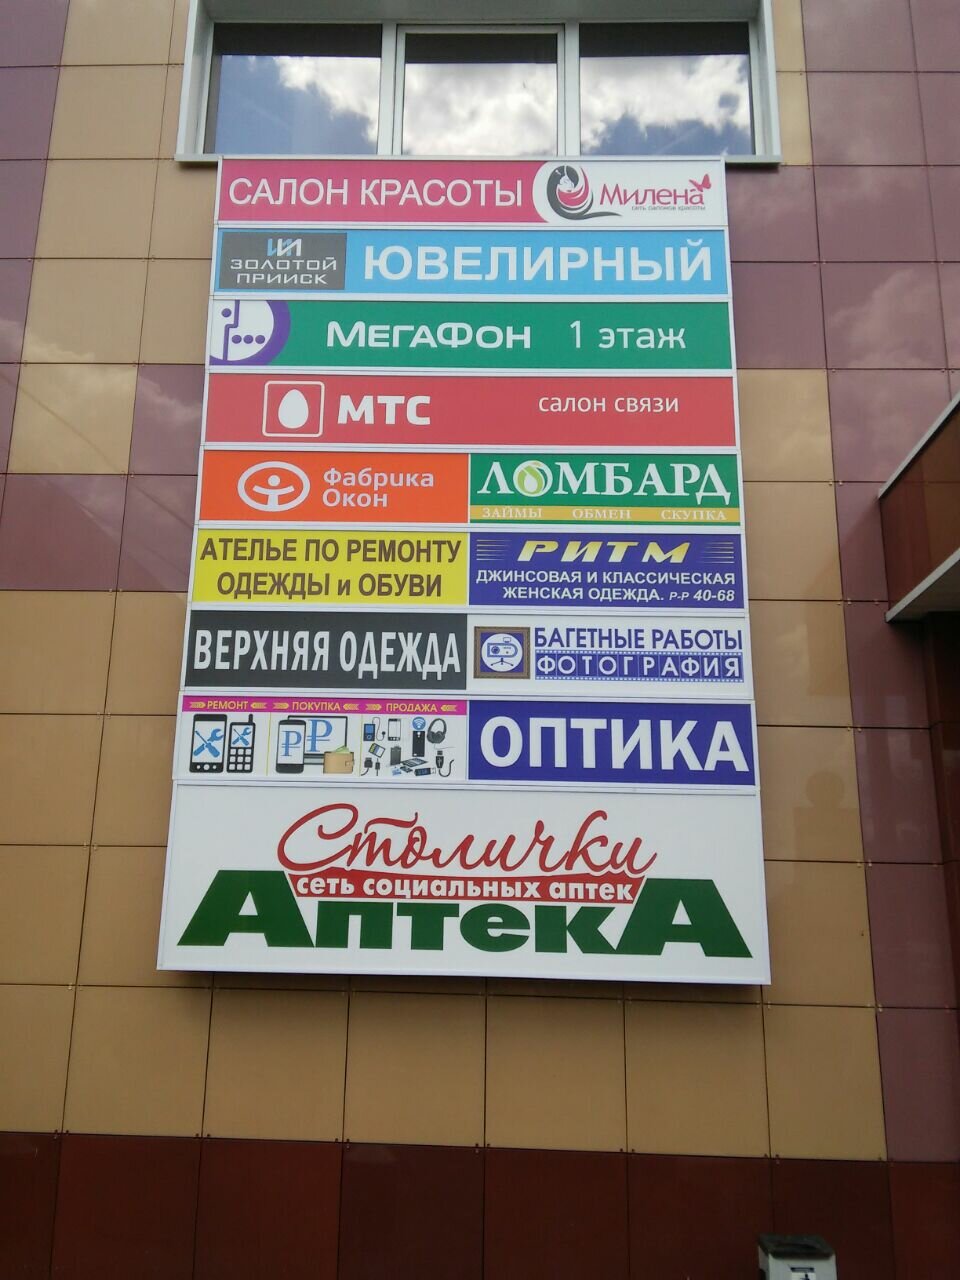 САЛОН КРАСОТЫ
Милена
сеть салонов красоты
ЗОЛОТОЙ
ПРИИСК
ЮВЕЛИРНЫЙ
МЕГАФОН 1 этаж
МТС
салон связи
Фабрика
Окон
ЛОМБАРД
ЗАЙМЫ ОБМЕН СКУПКА
АТЕЛЬЕ ПО РЕМОНТУ
ОДЕЖДЫ и ОБУВИ
РИТМ
ДЖИНСОВАЯ И КЛАССИЧЕСКАЯ
ЖЕНСКАЯ ОДЕЖДА. Р-Р 40-68
ВЕРХНЯЯ ОДЕЖДА
БАГЕТНЫЕ РАБОТЫ
ФОТОГРАФИЯ
РЕМОНТ ПОКУПКА ПРОДАЖА
ОПТИКА
Столички
сеть социальных аптек
АптекА